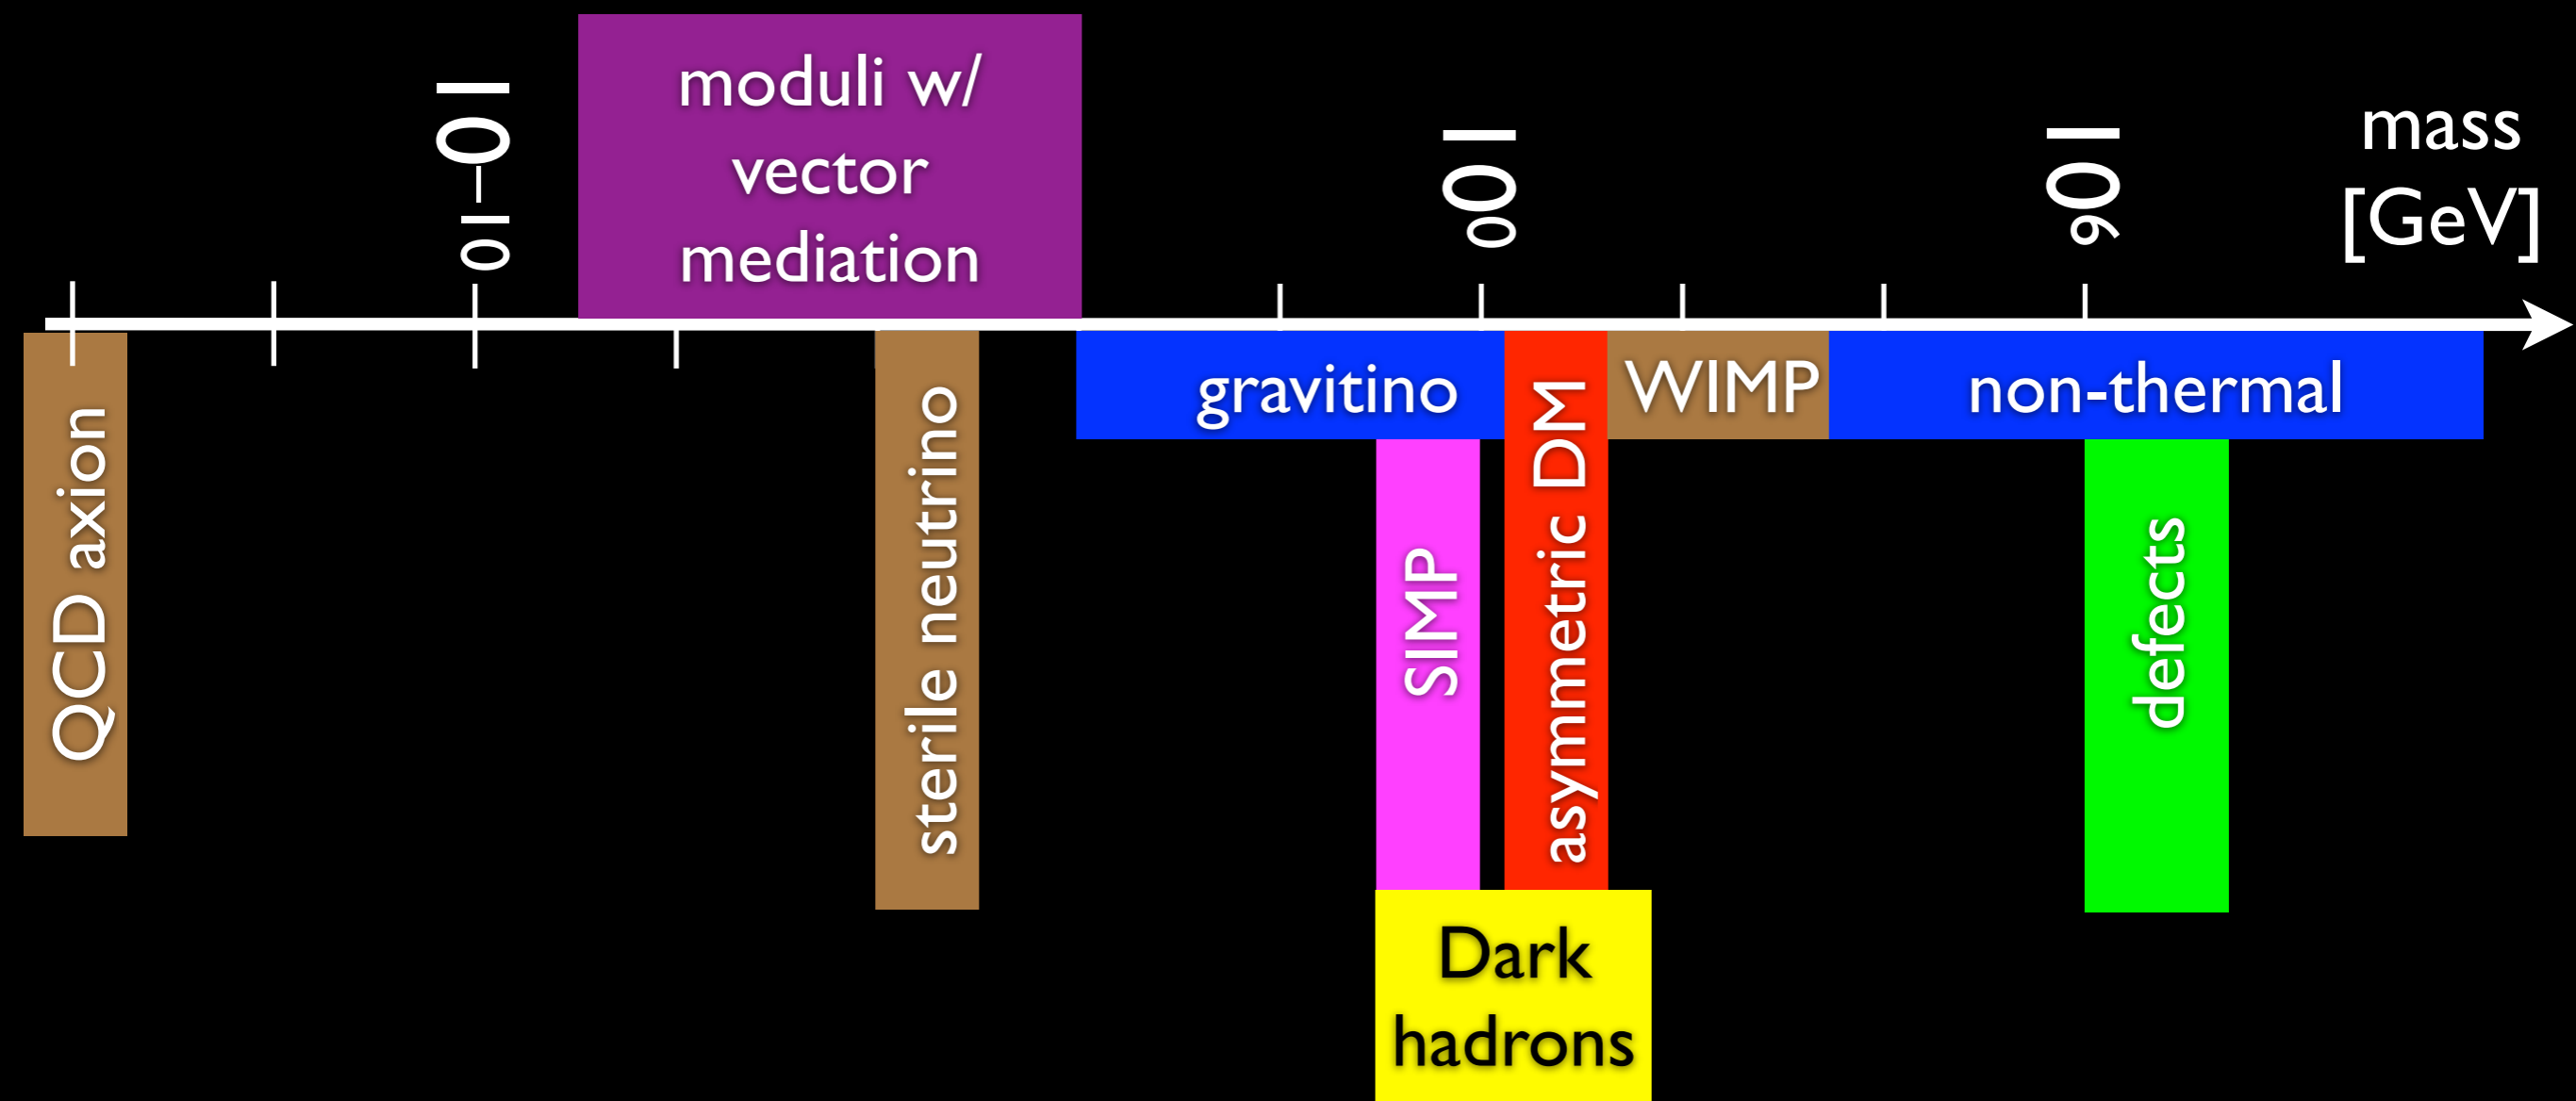 moduli w/
vector
mediation
10−10
100
106
mass
[GeV]
QCD axion
sterile neutrino
gravitino
SIMP
asymmetric DM
WIMP
non-thermal
defects
Dark
hadrons